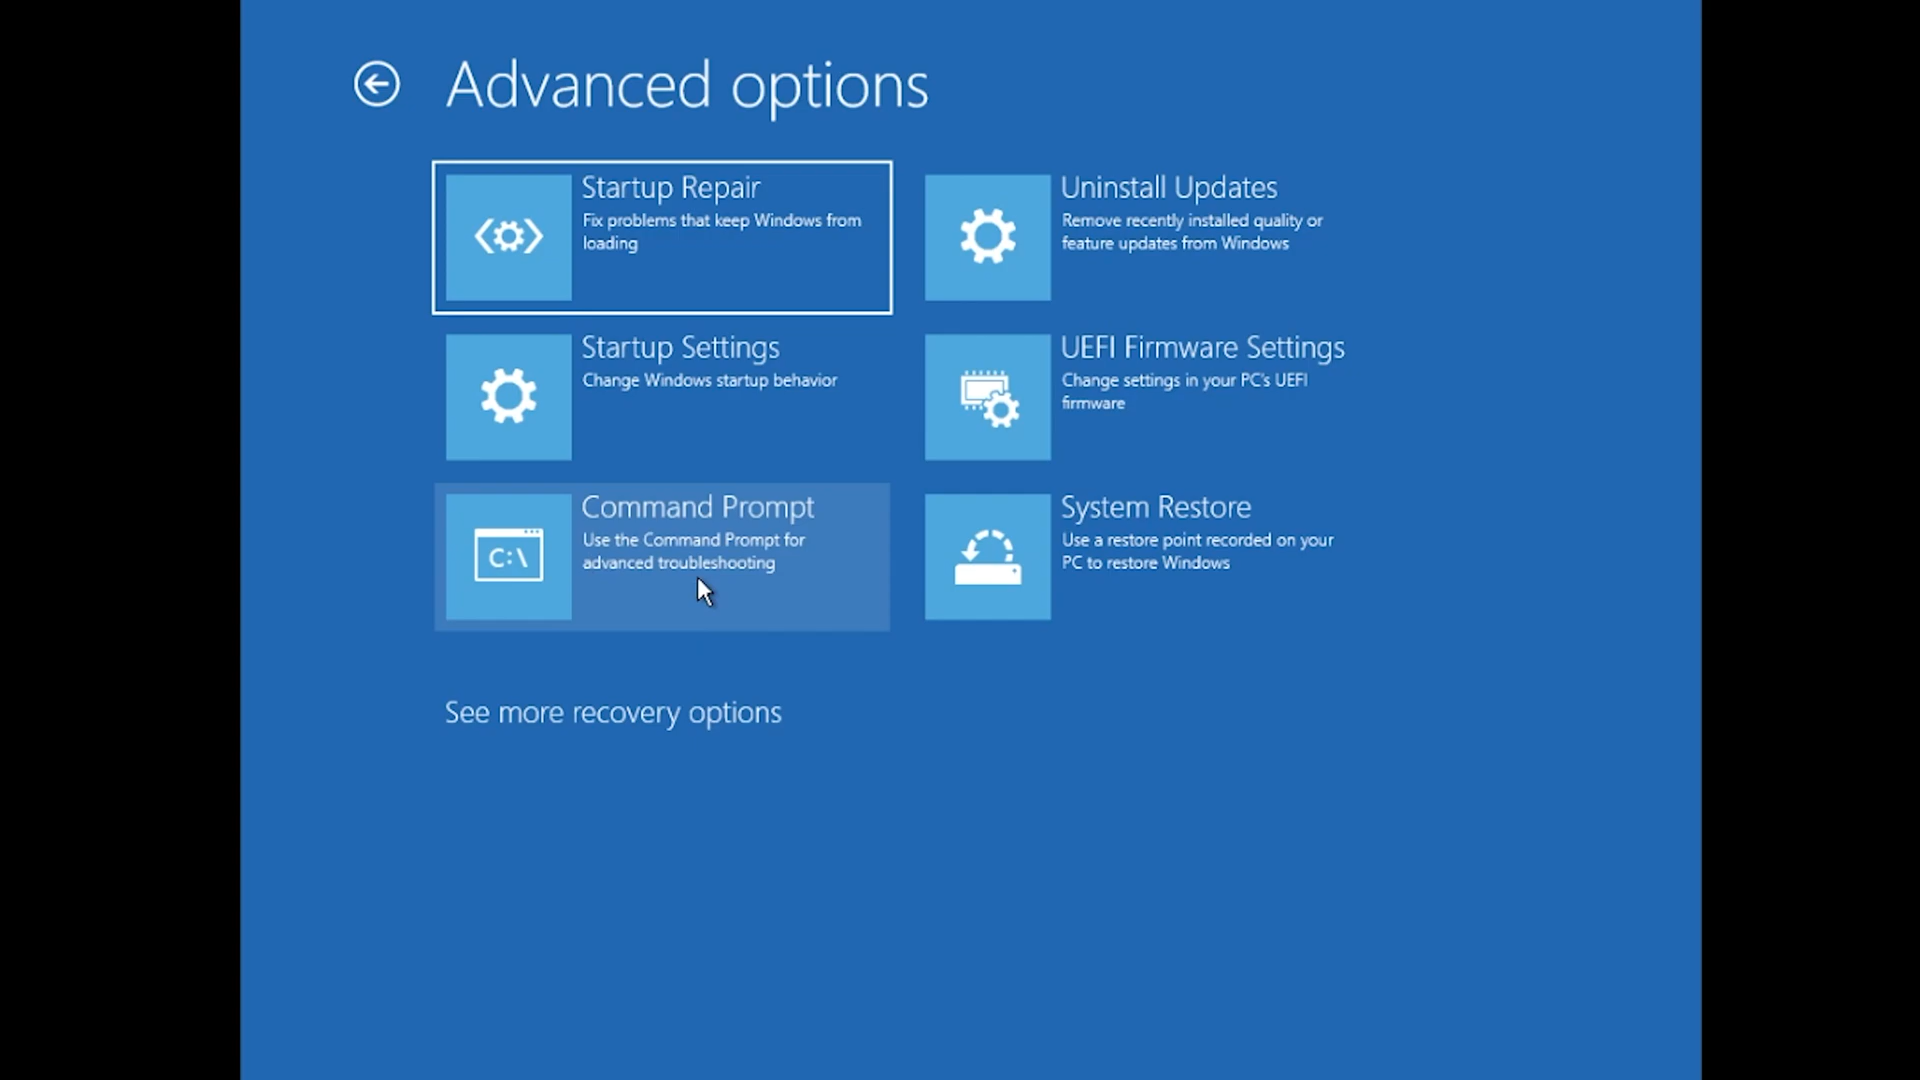 Advanced options
Startup Repair
Fix problems that keep Windows from
loading
Uninstall Updates
Remove recently installed quality or
feature updates from Windows
Startup Settings
Change Windows startup behavior
UEFI Firmware Settings
Change settings in your PC's UEFI
firmware
Command Prompt
Use the Command Prompt for
advanced troubleshooting
C:\
System Restore
Use a restore point recorded on your
PC to restore Windows
See more recovery options